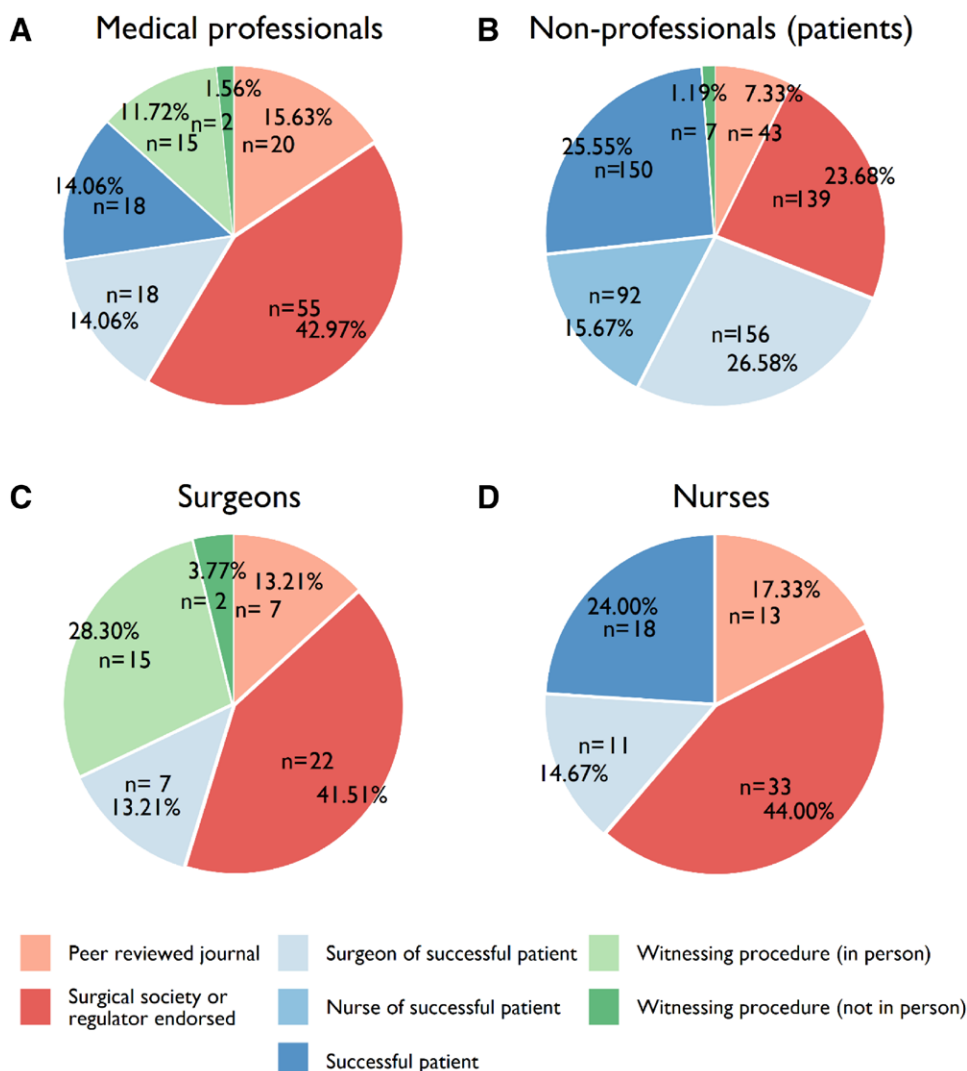 A Medical professionals
1.56%
n= 2
15.63%
n=20
11.72%
n=15
14.06%
n=18
n=18
14.06%
n=55
42.97%
B Non-professionals (patients)
1.19%
n= 7
7.33%
n= 43
25.55%
n=150
23.68%
n=139
n=92
15.67%
n=156
26.58%
C Surgeons
3.77%
n= 2
13.21%
n= 7
28.30%
n=15
n=22
41.51%
n= 7
13.21%
D Nurses
17.33%
n=13
24.00%
n=18
n=11
14.67%
n=33
44.00%
Peer reviewed journal
Surgical society or
regulator endorsed
Surgeon of successful patient
Nurse of successful patient
Successful patient
Witnessing procedure (in person)
Witnessing procedure (not in person)